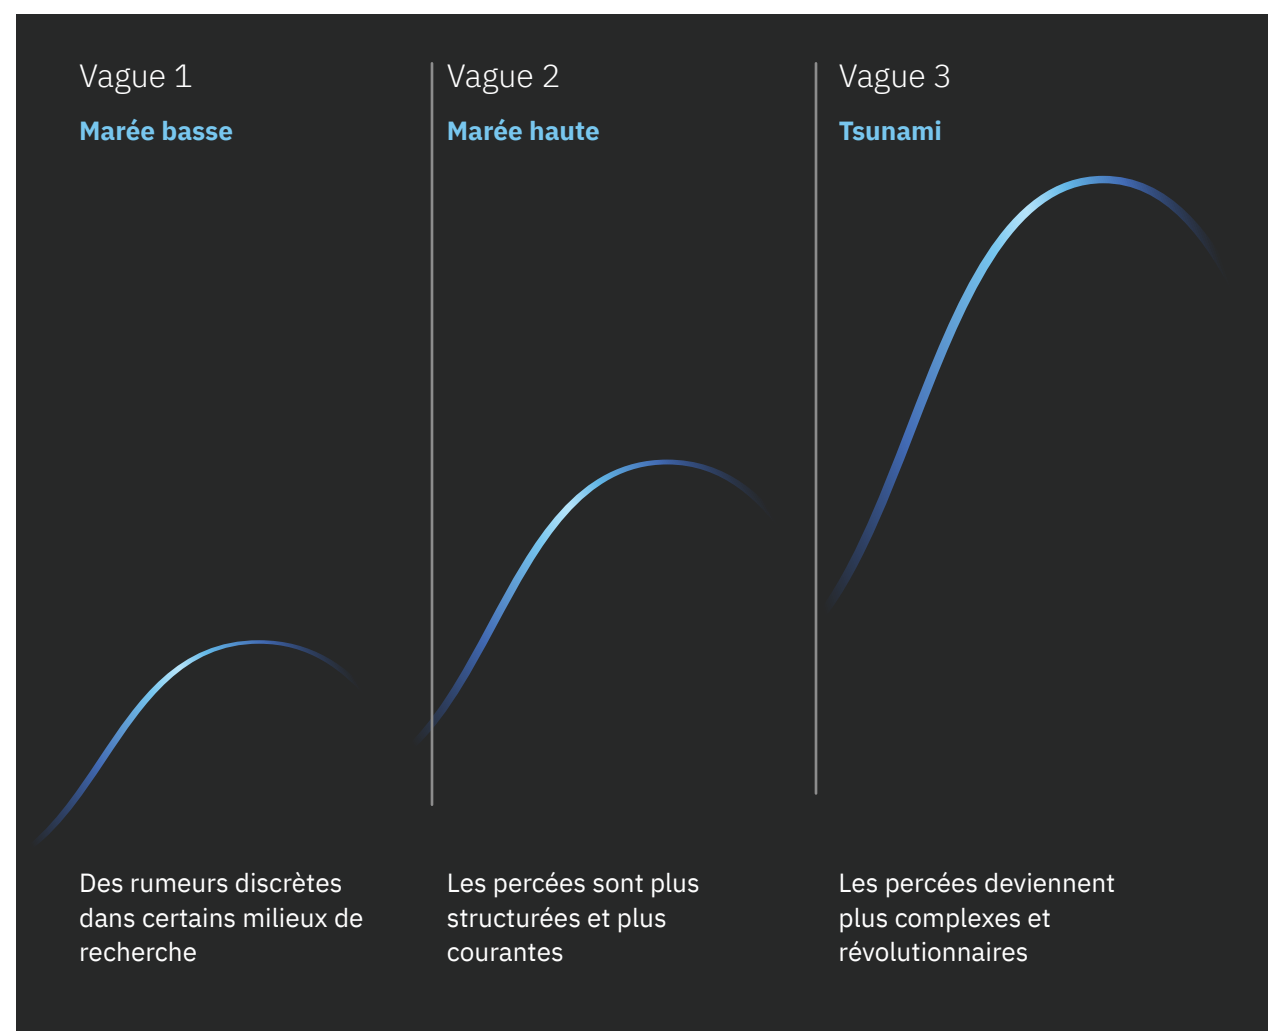 Vague 1
Marée basse
Des rumeurs discrètes
dans certains milieux de
recherche
Vague 2
Marée haute
Les percées sont plus
structurées et plus
courantes
Vague 3
Tsunami
Les percées deviennent
plus complexes et
révolutionnaires